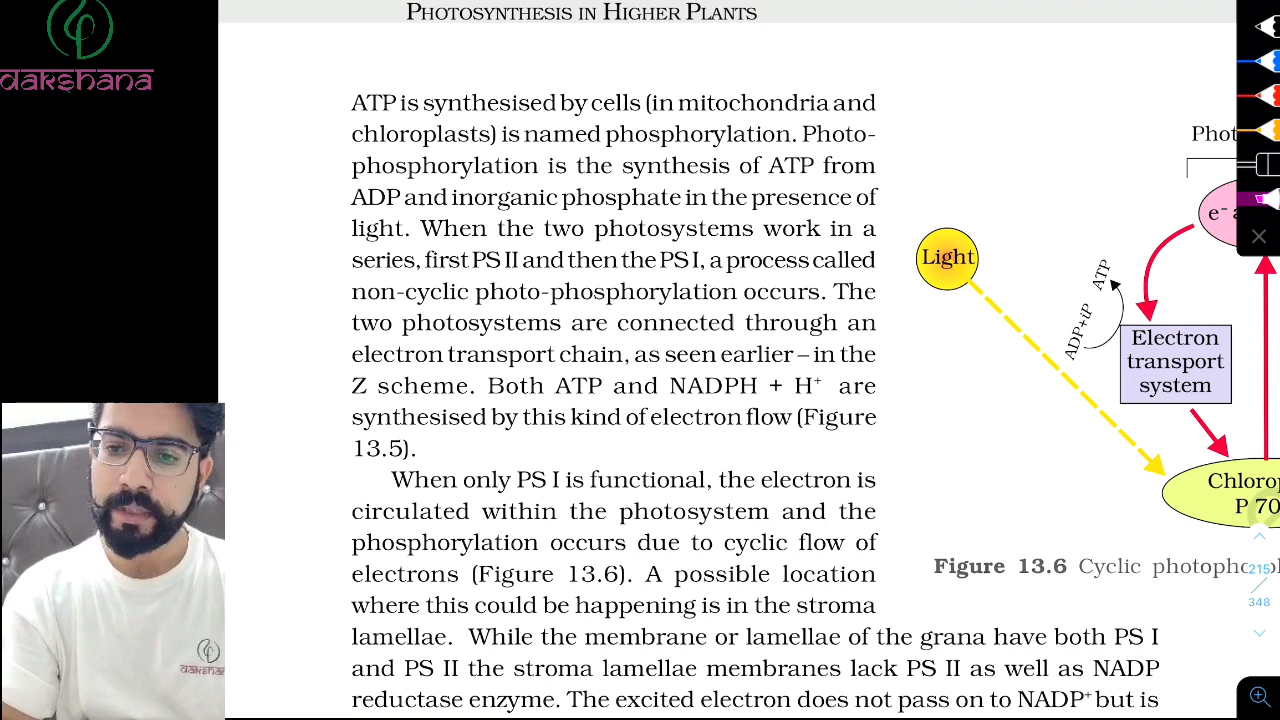 PHOTOSYNTHESIS IN HIGHER PLANTS
dakshana
ATP is synthesised by cells (in mitochondria and
chloroplasts) is named phosphorylation. Photo-
phosphorylation is the synthesis of ATP from
ADP and inorganic phosphate in the presence of
light. When the two photosystems work in a
series, first PS II and then the PS I, a process called
non-cyclic photo-phosphorylation occurs. The
two photosystems are connected through an
electron transport chain, as seen earlier – in the
Z scheme. Both ATP and NADPH + H⁺ are
synthesised by this kind of electron flow (Figure
13.5).
When only PS I is functional, the electron is
circulated within the photosystem and the
phosphorylation occurs due to cyclic flow of
electrons (Figure 13.6). A possible location
where this could be happening is in the stroma
lamellae. While the membrane or lamellae of the grana have both PS I
and PS II the stroma lamellae membranes lack PS II as well as NADP
reductase enzyme. The excited electron does not pass on to NADP⁺ but is
Phot
e⁻ a
Light
ADP+iP
ATP
Electron
transport
system
Chlorop
P 70
Figure 13.6 Cyclic photopho
215
348
dakshana